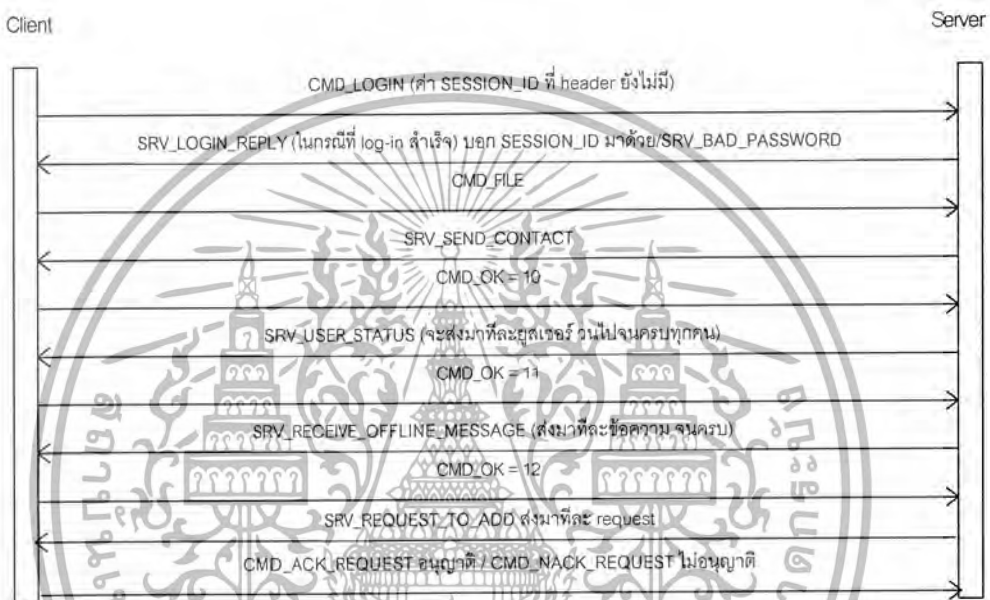 Client
Server
CMD_LOGIN (ค่า SESSION_ID ที่ header ยังไม่มี)
SRV_LOGIN_REPLY (ในกรณีที่ log-in สำเร็จ) บอก SESSION_ID มาด้วย/SRV_BAD_PASSWORD
CMD_FILE
SRV_SEND_CONTACT
CMD_OK = 10
SRV_USER_STATUS (จะส่งมาทีละยูสเซอร์ วนไปจนครบทุกคน)
CMD_OK = 11
SRV_RECEIVE_OFFLINE_MESSAGE (ส่งมาทีละข้อความ จนครบ)
CMD_OK = 12
SRV_REQUEST_TO_ADD ส่งมาทีละ request
CMD_ACK_REQUEST อนุญาติ / CMD_NACK_REQUEST ไม่อนุญาติ